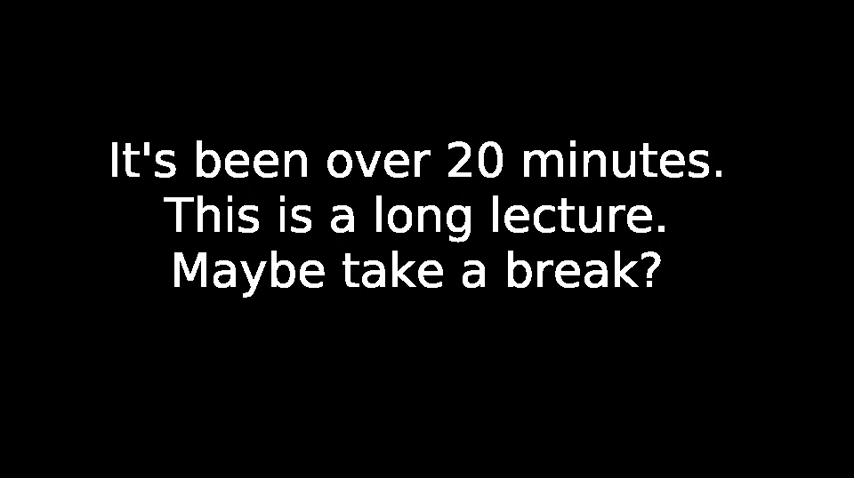 It's been over 20 minutes.
This is a long lecture.
Maybe take a break?